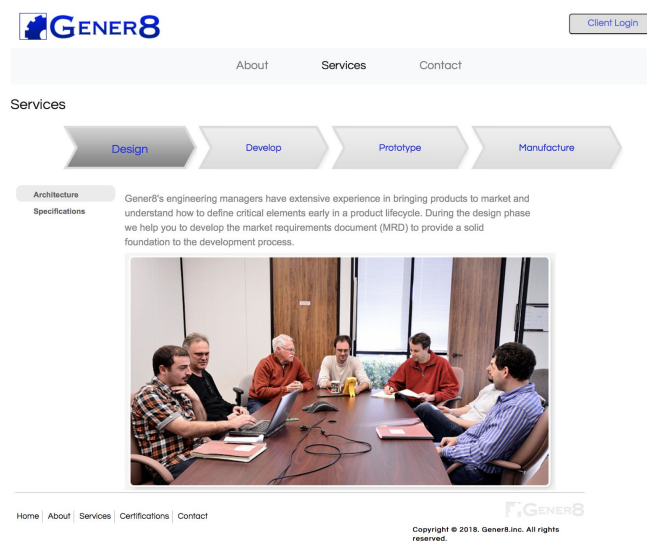 GENER8
Client Login
About Services Contact
Services
Design Develop Prototype Manufacture
Architecture
Specifications
Gener8's engineering managers have extensive experience in bringing products to market and
understand how to define critical elements early in a product lifecycle. During the design phase
we help you to develop the market requirements document (MRD) to provide a solid
foundation to the development process.
Home About Services Certifications Contact
GENER8
Copyright © 2018. Gener8.inc. All rights
reserved.